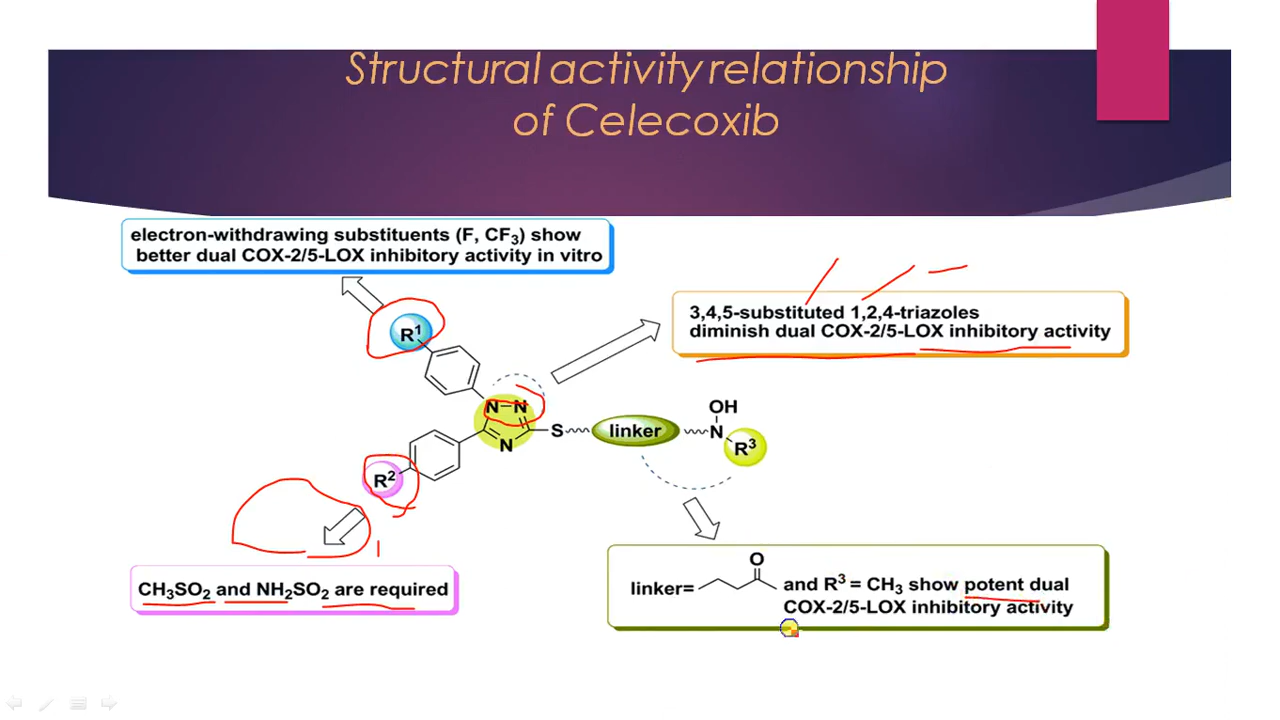 Structural activity relationship
of Celecoxib
electron-withdrawing substituents (F, CF₃) show
better dual COX-2/5-LOX inhibitory activity in vitro
3,4,5-substituted 1,2,4-triazoles
diminish dual COX-2/5-LOX inhibitory activity
R¹
N N
N
S
linker
OH
N
R³
R²
CH₃SO₂ and NH₂SO₂ are required
O
linker= and R³ = CH₃ show potent dual
COX-2/5-LOX inhibitory activity